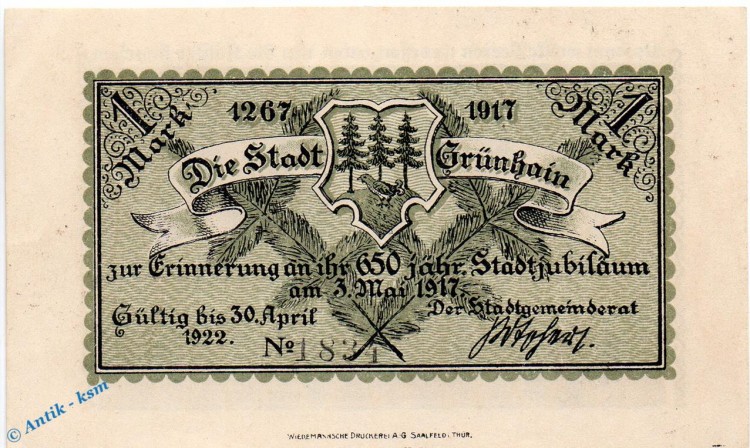 1 Mark
1267 1917
1 Mark
Die Stadt Grünhain
zur Erinnerung an ihr 650 jähr. Stadtjubiläum
am 3. Mai 1917.
Gültig bis 30. April
1922.
Der Stadtgemeinderat
No 1834
WIEDEMANNSCHE DRUCKEREI A-G SAALFELD, THÜR.
© Antik - ksm